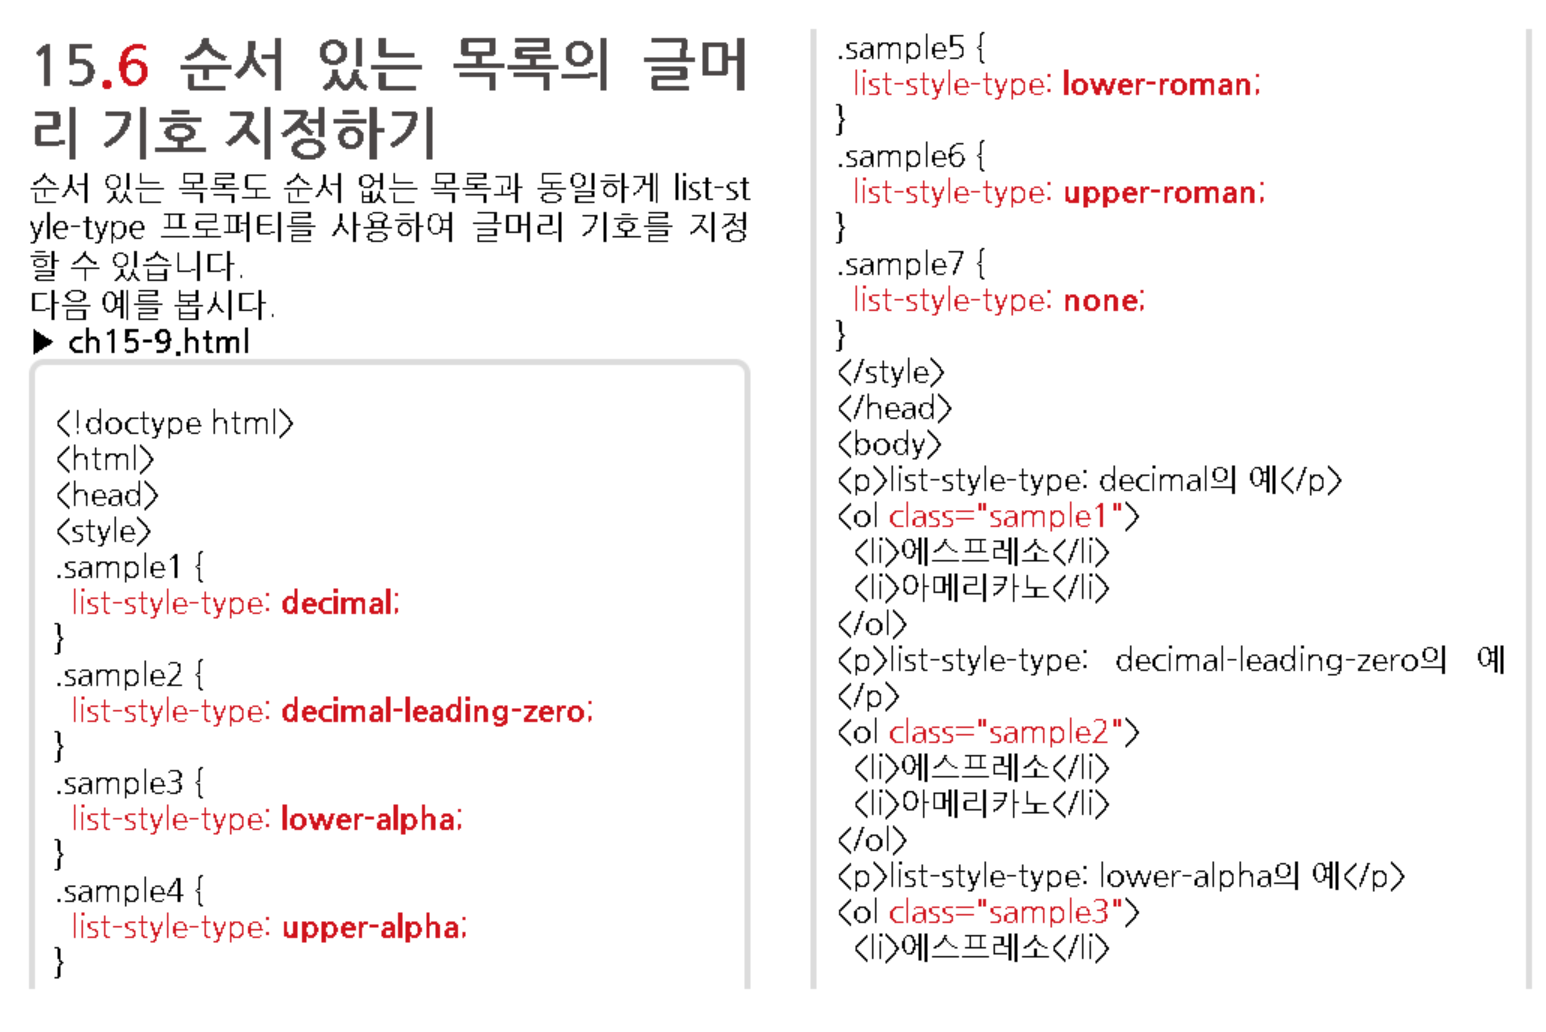 15.6 순서 있는 목록의 글머
리 기호 지정하기
순서 있는 목록도 순서 없는 목록과 동일하게 list-st
yle-type 프로퍼티를 사용하여 글머리 기호를 지정
할 수 있습니다.
다음 예를 봅시다.
▶ ch15-9.html
<!doctype html>
<html>
<head>
<style>
.sample1 {
  list-style-type: decimal;
}
.sample2 {
  list-style-type: decimal-leading-zero;
}
.sample3 {
  list-style-type: lower-alpha;
}
.sample4 {
  list-style-type: upper-alpha;
}
.sample5 {
  list-style-type: lower-roman;
}
.sample6 {
  list-style-type: upper-roman;
}
.sample7 {
  list-style-type: none;
}
</style>
</head>
<body>
<p>list-style-type: decimal의 예</p>
<ol class="sample1">
  <li>에스프레소</li>
  <li>아메리카노</li>
</ol>
<p>list-style-type: decimal-leading-zero의 예
</p>
<ol class="sample2">
  <li>에스프레소</li>
  <li>아메리카노</li>
</ol>
<p>list-style-type: lower-alpha의 예</p>
<ol class="sample3">
  <li>에스프레소</li>